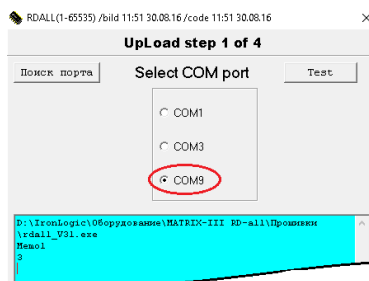 RDALL(1-65535) /bild 11:51 30.08.16 /code 11:51 30.08.16
UpLoad step 1 of 4
Поиск порта
Select COM port
Test
COM1
COM3
COM9
D:\IronLogic\Оборудование\MATRIX-III RD-all\Прошивки
\rdall_V31.exe
Memo1
3